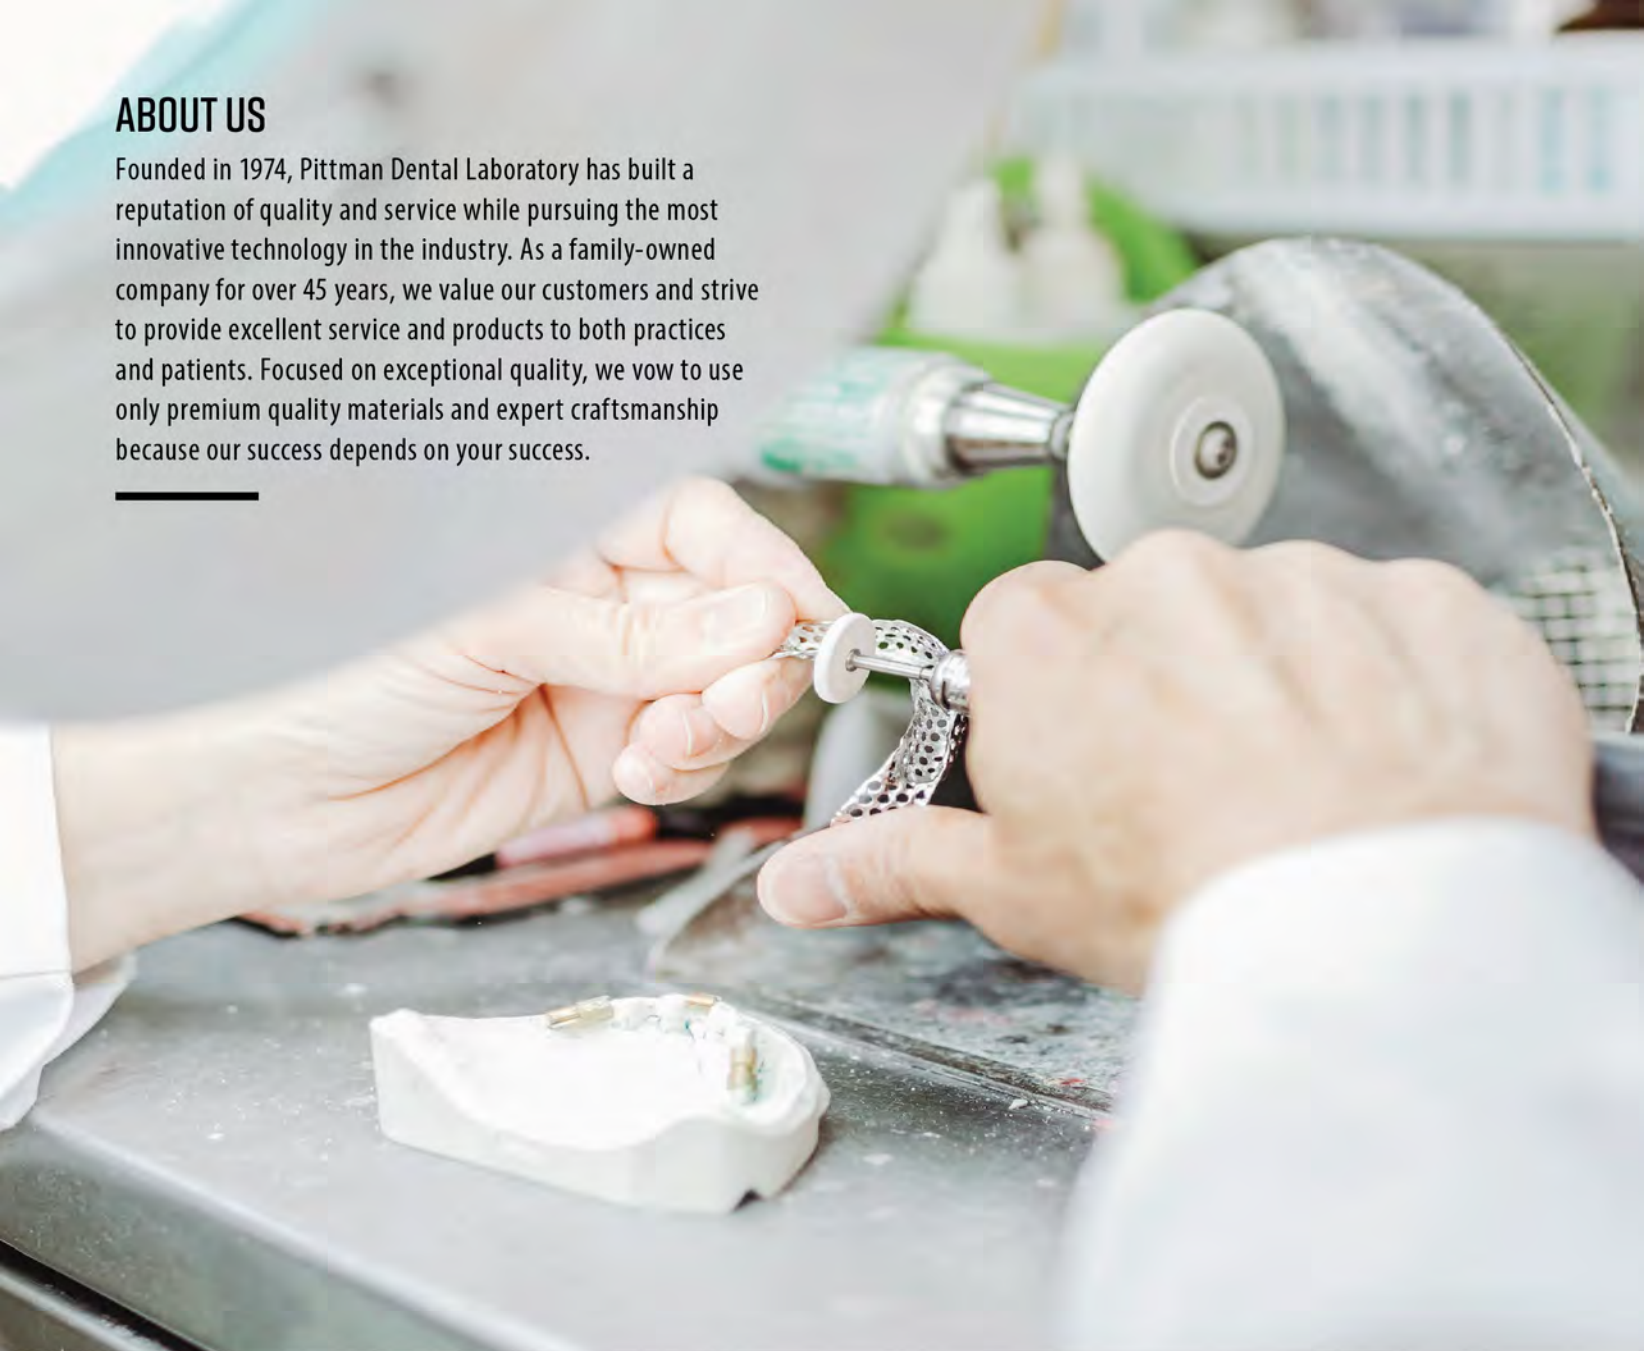 ABOUT US
Founded in 1974, Pittman Dental Laboratory has built a
reputation of quality and service while pursuing the most
innovative technology in the industry. As a family-owned
company for over 45 years, we value our customers and strive
to provide excellent service and products to both practices
and patients. Focused on exceptional quality, we vow to use
only premium quality materials and expert craftsmanship
because our success depends on your success.